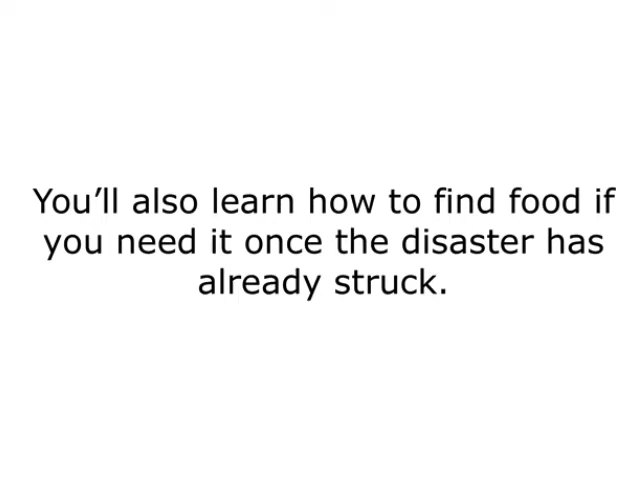 You’ll also learn how to find food if
you need it once the disaster has
already struck.